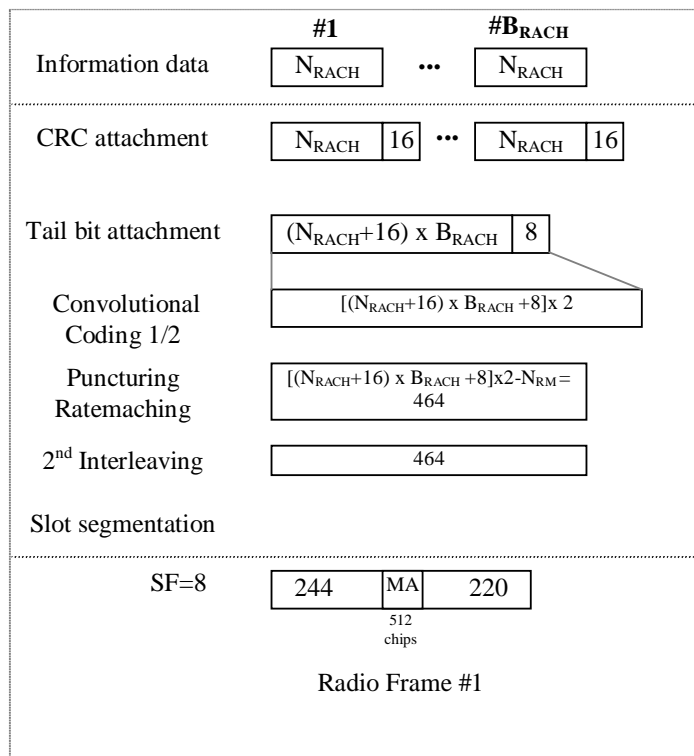 #1 #B_RACH
Information data N_RACH ... N_RACH
CRC attachment N_RACH 16 ... N_RACH 16
Tail bit attachment (N_RACH+16) x B_RACH 8
Convolutional
Coding 1/2
[(N_RACH+16) x B_RACH +8]x 2
Puncturing
Ratemaching
[(N_RACH+16) x B_RACH +8]x2-N_RM =
464
2nd Interleaving 464
Slot segmentation
SF=8 244 MA 220
512
chips
Radio Frame #1